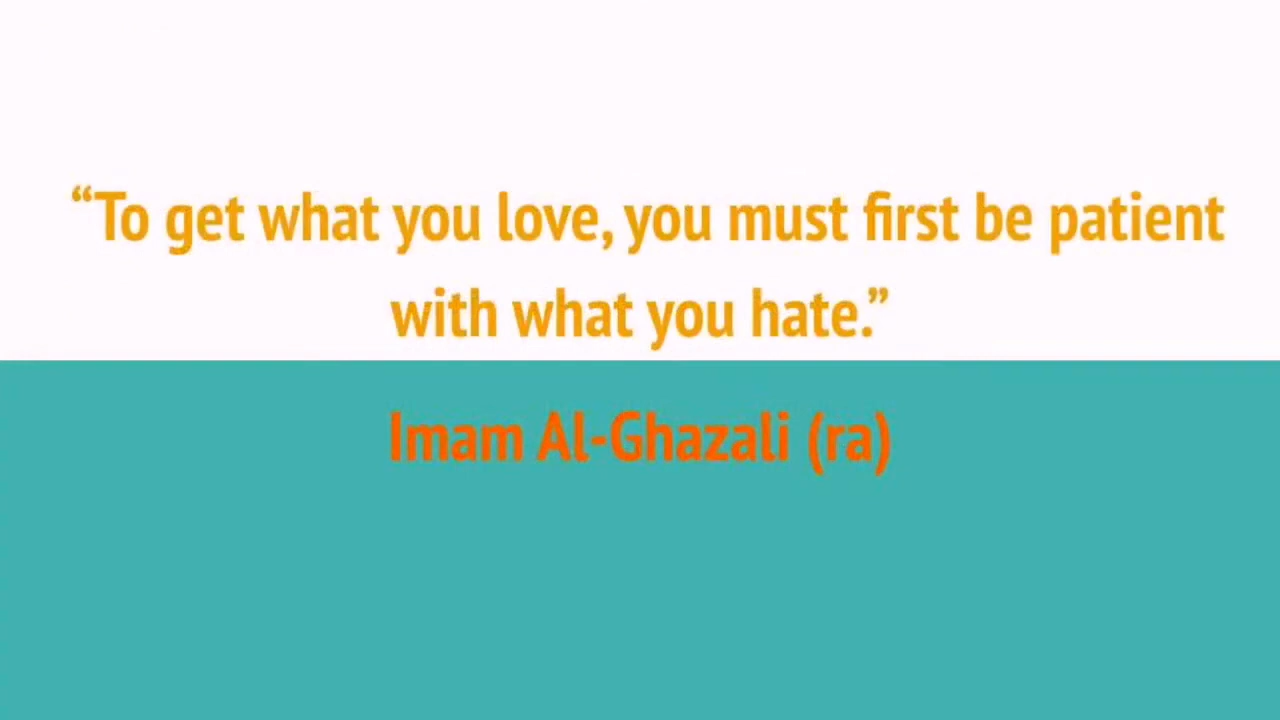 “To get what you love, you must first be patient
with what you hate.”
Imam Al-Ghazali (ra)